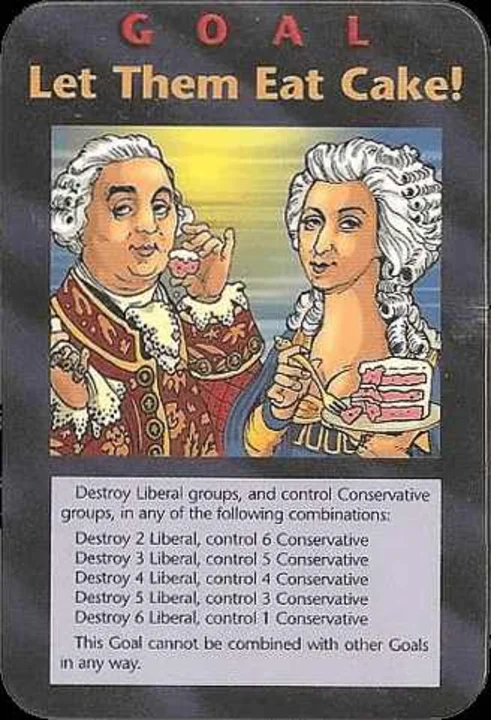 GOAL
Let Them Eat Cake!
Destroy Liberal groups, and control Conservative
groups, in any of the following combinations:
Destroy 2 Liberal, control 6 Conservative
Destroy 3 Liberal, control 5 Conservative
Destroy 4 Liberal, control 4 Conservative
Destroy 5 Liberal, control 3 Conservative
Destroy 6 Liberal, control 1 Conservative
This Goal cannot be combined with other Goals
in any way.